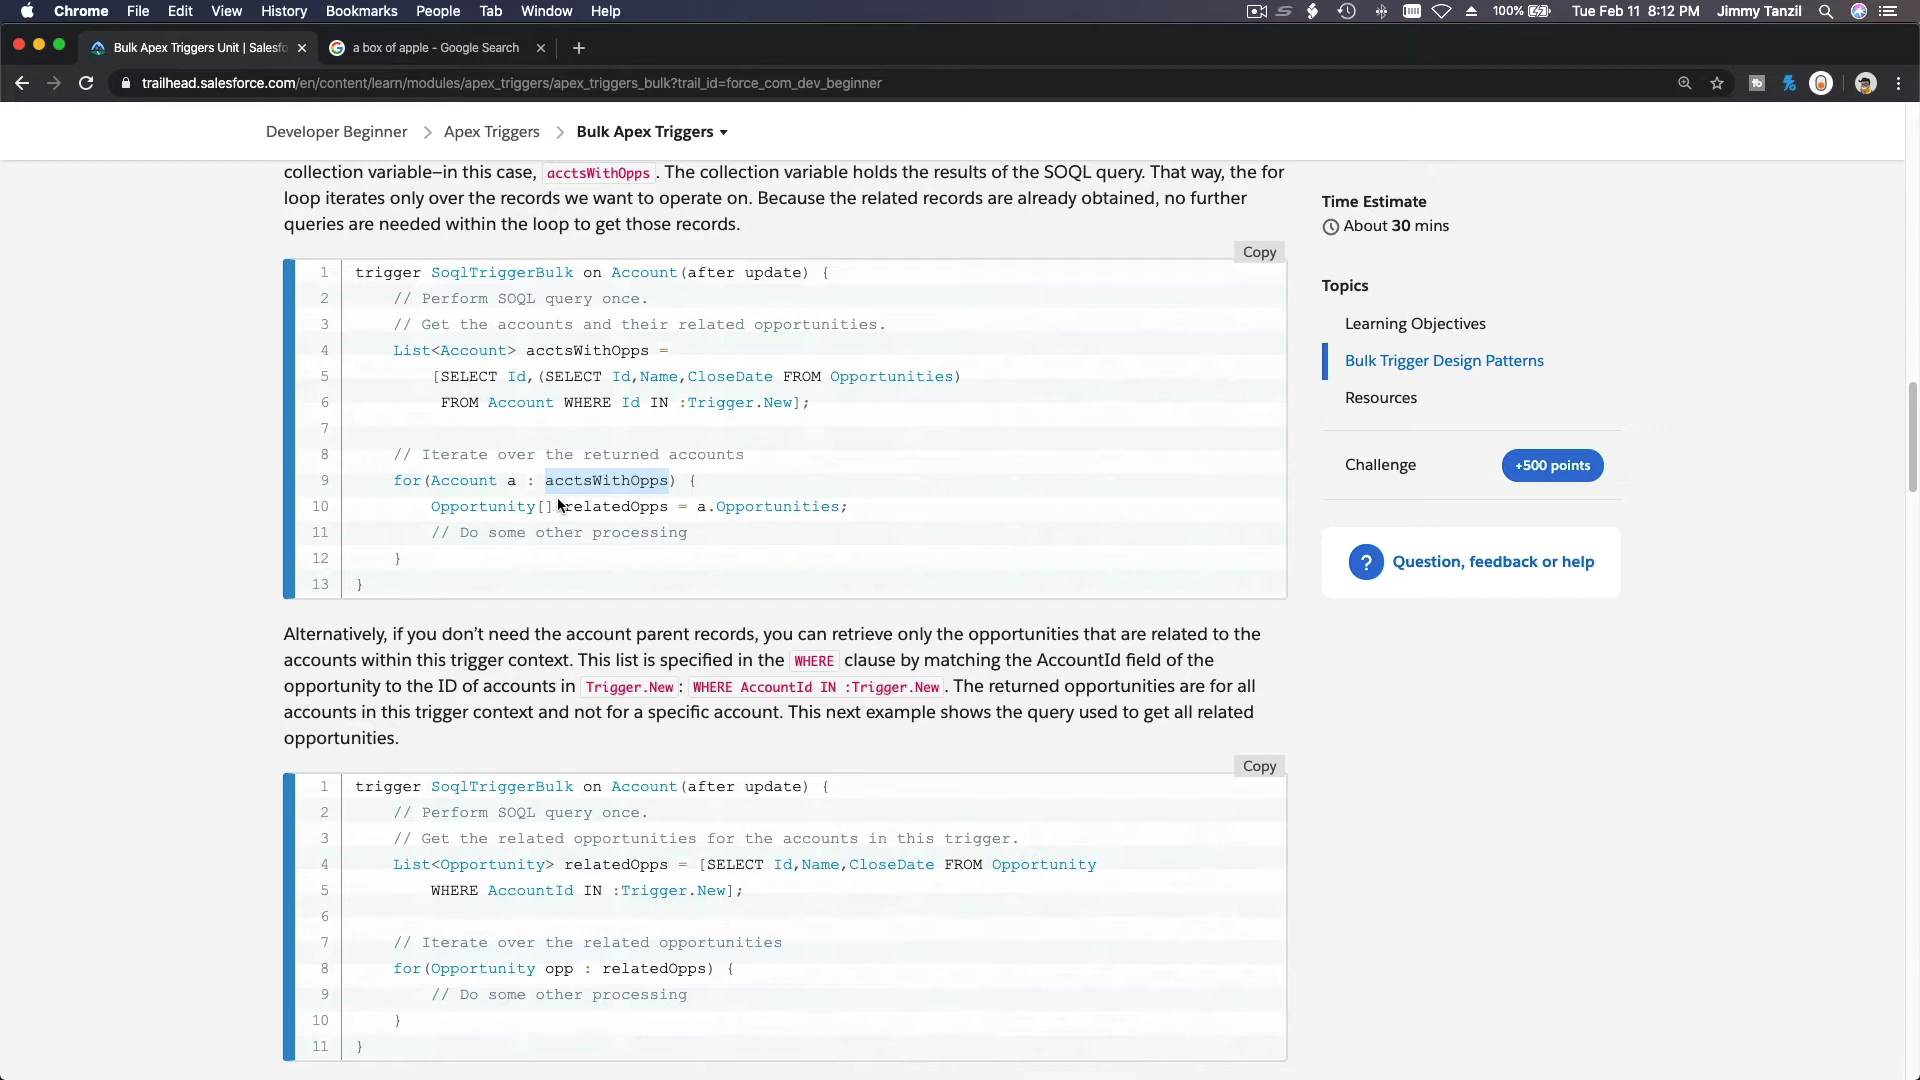 Chrome File Edit View History Bookmarks People Tab Window Help 100% Tue Feb 11 8:12 PM Jimmy Tanzil
Bulk Apex Triggers Unit | Salesfo a box of apple - Google Search
trailhead.salesforce.com/en/content/learn/modules/apex_triggers/apex_triggers_bulk?trail_id=force_com_dev_beginner
Developer Beginner > Apex Triggers > Bulk Apex Triggers
collection variable–in this case, acctsWithOpps. The collection variable holds the results of the SOQL query. That way, the for
loop iterates only over the records we want to operate on. Because the related records are already obtained, no further
queries are needed within the loop to get those records.
Copy
1 trigger SoqlTriggerBulk on Account(after update) {
2 // Perform SOQL query once.
3 // Get the accounts and their related opportunities.
4 List<Account> acctsWithOpps =
5 [SELECT Id,(SELECT Id,Name,CloseDate FROM Opportunities)
6 FROM Account WHERE Id IN :Trigger.New];
7
8 // Iterate over the returned accounts
9 for(Account a : acctsWithOpps) {
10 Opportunity[] relatedOpps = a.Opportunities;
11 // Do some other processing
12 }
13 }
Alternatively, if you don't need the account parent records, you can retrieve only the opportunities that are related to the
accounts within this trigger context. This list is specified in the WHERE clause by matching the AccountId field of the
opportunity to the ID of accounts in Trigger.New: WHERE AccountId IN :Trigger.New. The returned opportunities are for all
accounts in this trigger context and not for a specific account. This next example shows the query used to get all related
opportunities.
Copy
1 trigger SoqlTriggerBulk on Account(after update) {
2 // Perform SOQL query once.
3 // Get the related opportunities for the accounts in this trigger.
4 List<Opportunity> relatedOpps = [SELECT Id,Name,CloseDate FROM Opportunity
5 WHERE AccountId IN :Trigger.New];
6
7 // Iterate over the related opportunities
8 for(Opportunity opp : relatedOpps) {
9 // Do some other processing
10 }
11 }
Time Estimate
About 30 mins
Topics
Learning Objectives
Bulk Trigger Design Patterns
Resources
Challenge +500 points
? Question, feedback or help